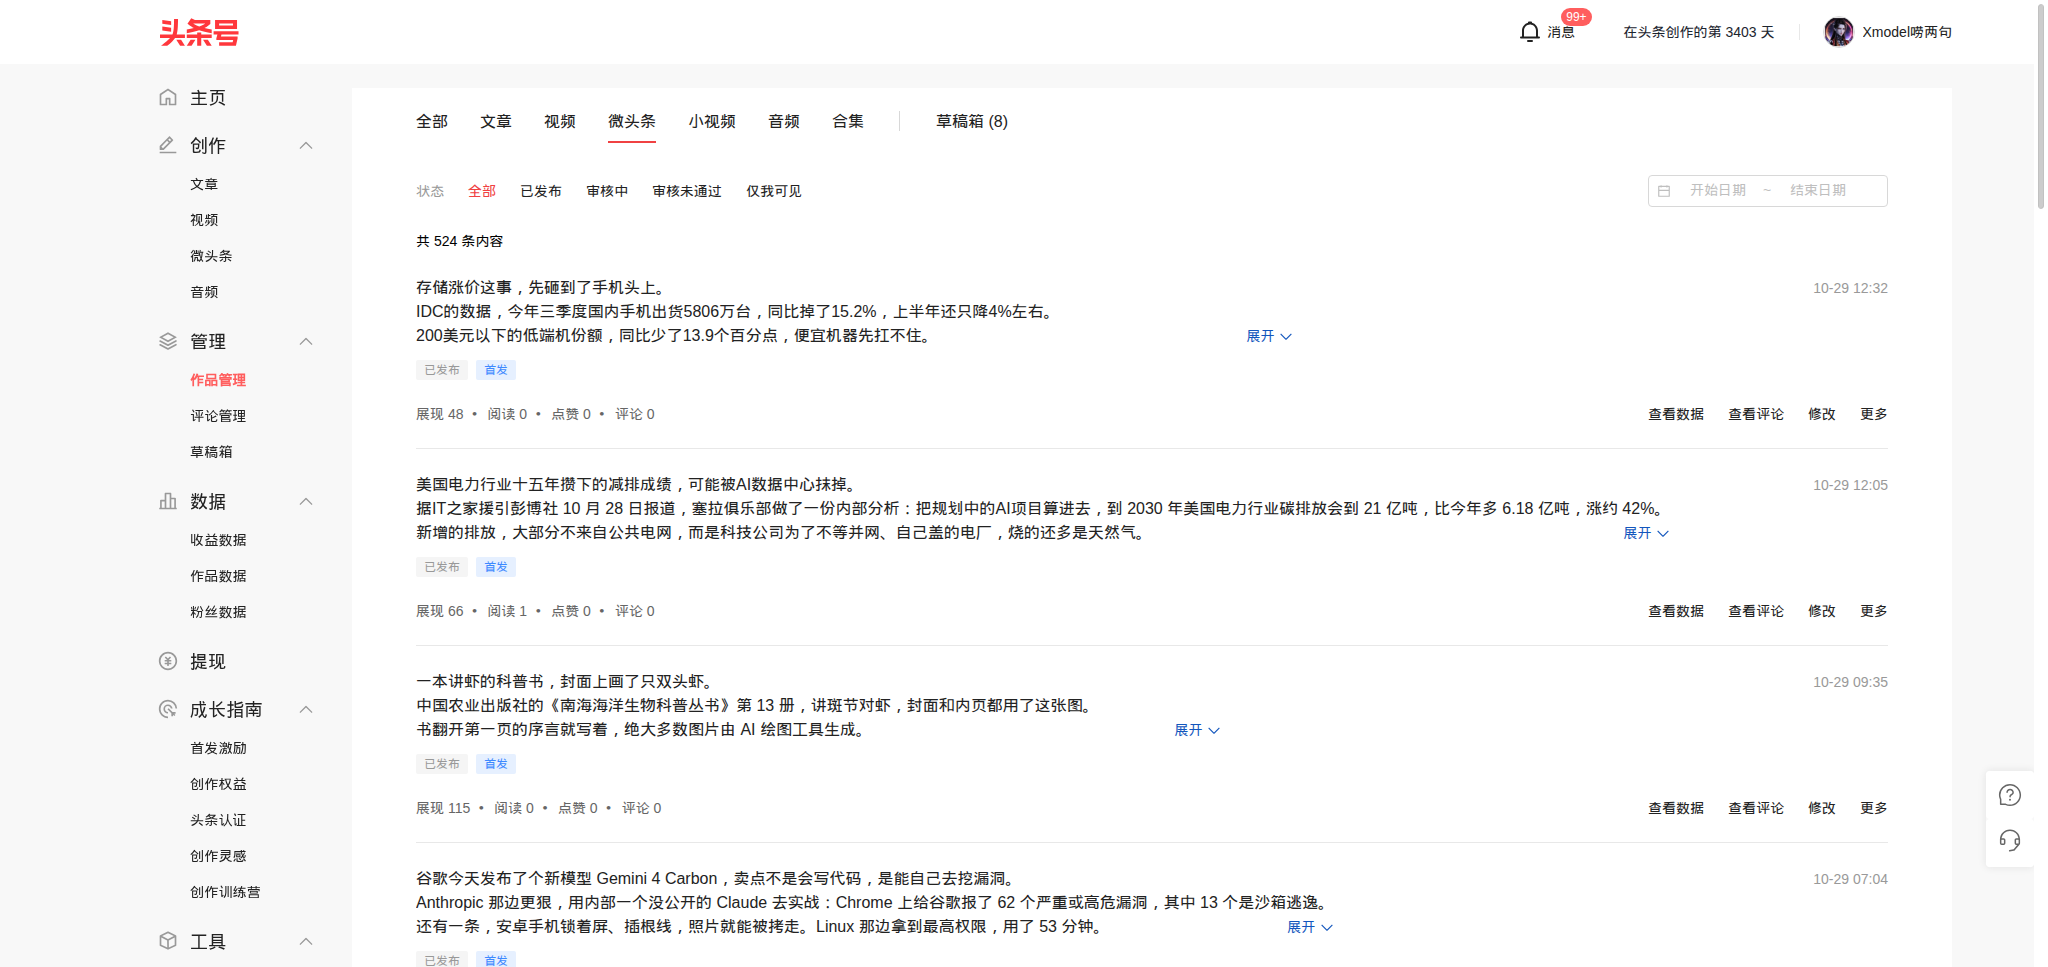 头条号
99+
消息
在头条创作的第 3403 天
Xmodel唠两句
主页
创作
文章
视频
微头条
音频
管理
作品管理
评论管理
草稿箱
数据
收益数据
作品数据
粉丝数据
提现
成长指南
首发激励
创作权益
头条认证
创作灵感
创作训练营
工具
全部 文章 视频 微头条 小视频 音频 合集 草稿箱 (8)
状态 全部 已发布 审核中 审核未通过 仅我可见
开始日期 ~ 结束日期
共 524 条内容
存储涨价这事，先砸到了手机头上。
10-29 12:32
IDC的数据，今年三季度国内手机出货5806万台，同比掉了15.2%，上半年还只降4%左右。
200美元以下的低端机份额，同比少了13.9个百分点，便宜机器先扛不住。
展开
已发布 首发
展现 48 • 阅读 0 • 点赞 0 • 评论 0
查看数据 查看评论 修改 更多
美国电力行业十五年攒下的减排成绩，可能被AI数据中心抹掉。
10-29 12:05
据IT之家援引彭博社 10 月 28 日报道，塞拉俱乐部做了一份内部分析：把规划中的AI项目算进去，到 2030 年美国电力行业碳排放会到 21 亿吨，比今年多 6.18 亿吨，涨约 42%。
新增的排放，大部分不来自公共电网，而是科技公司为了不等并网、自己盖的电厂，烧的还多是天然气。
展开
已发布 首发
展现 66 • 阅读 1 • 点赞 0 • 评论 0
查看数据 查看评论 修改 更多
一本讲虾的科普书，封面上画了只双头虾。
10-29 09:35
中国农业出版社的《南海海洋生物科普丛书》第 13 册，讲斑节对虾，封面和内页都用了这张图。
书翻开第一页的序言就写着，绝大多数图片由 AI 绘图工具生成。
展开
已发布 首发
展现 115 • 阅读 0 • 点赞 0 • 评论 0
查看数据 查看评论 修改 更多
谷歌今天发布了个新模型 Gemini 4 Carbon，卖点不是会写代码，是能自己去挖漏洞。
10-29 07:04
Anthropic 那边更狠，用内部一个没公开的 Claude 去实战：Chrome 上给谷歌报了 62 个严重或高危漏洞，其中 13 个是沙箱逃逸。
还有一条，安卓手机锁着屏、插根线，照片就能被拷走。Linux 那边拿到最高权限，用了 53 分钟。
展开
已发布 首发